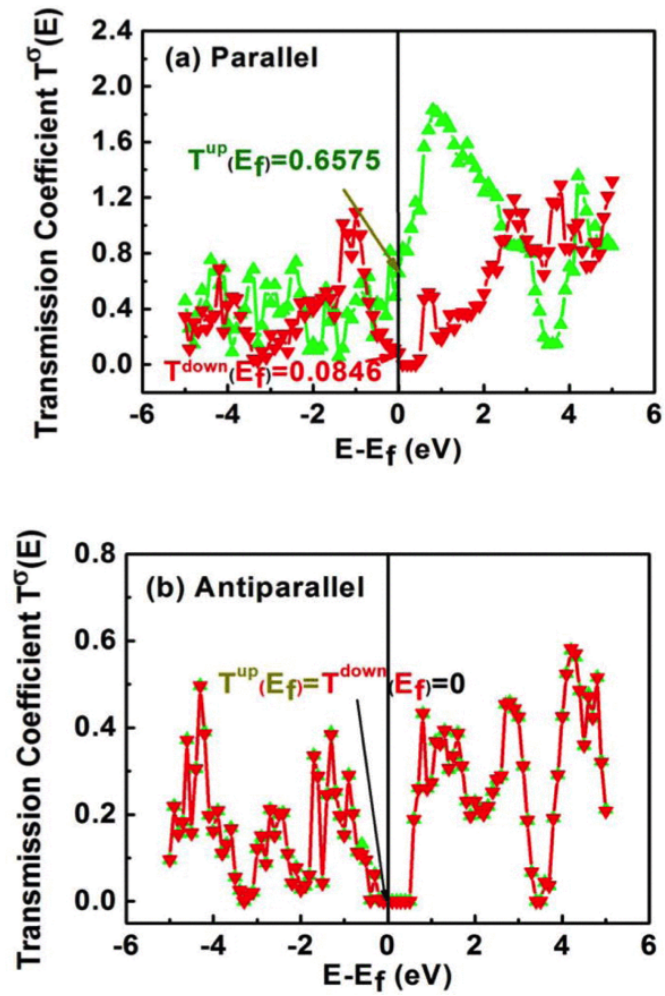 Transmission Coefficient T^σ(E)
2.4
(a) Parallel
2.0
1.6
T^up(E_f)=0.6575
1.2
0.8
0.4
T^down(E_f)=0.0846
0.0
-6 -4 -2 0 2 4 6
E-E_f (eV)
Transmission Coefficient T^σ(E)
0.8
(b) Antiparallel
0.6
T^up(E_f)=T^down(E_f)=0
0.4
0.2
0.0
-6 -4 -2 0 2 4 6
E-E_f (eV)